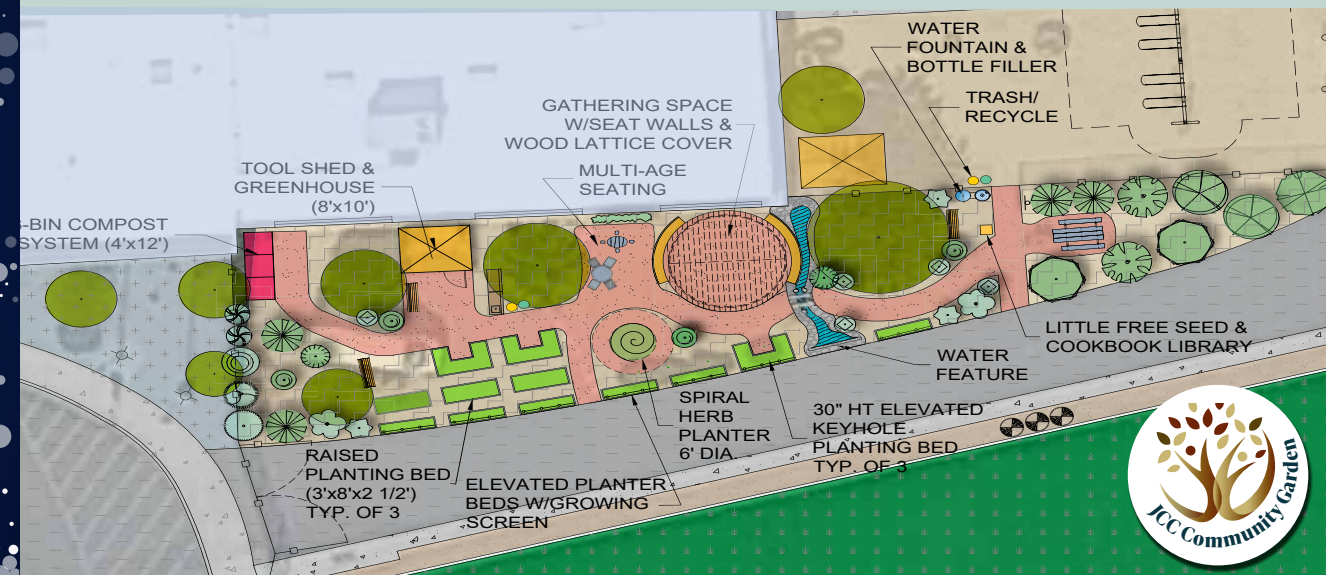 WATER
FOUNTAIN &
BOTTLE FILLER
TRASH/
RECYCLE
GATHERING SPACE
W/SEAT WALLS &
WOOD LATTICE COVER
MULTI-AGE
SEATING
TOOL SHED &
GREENHOUSE
(8'x10')
3-BIN COMPOST
SYSTEM (4'x12')
LITTLE FREE SEED &
COOKBOOK LIBRARY
WATER
FEATURE
SPIRAL
HERB
PLANTER
6' DIA.
30" HT ELEVATED
KEYHOLE
PLANTING BED
TYP. OF 3
RAISED
PLANTING BED
(3'x8'x2 1/2')
TYP. OF 3
ELEVATED PLANTER
BEDS W/GROWING
SCREEN
JCC Community Garden